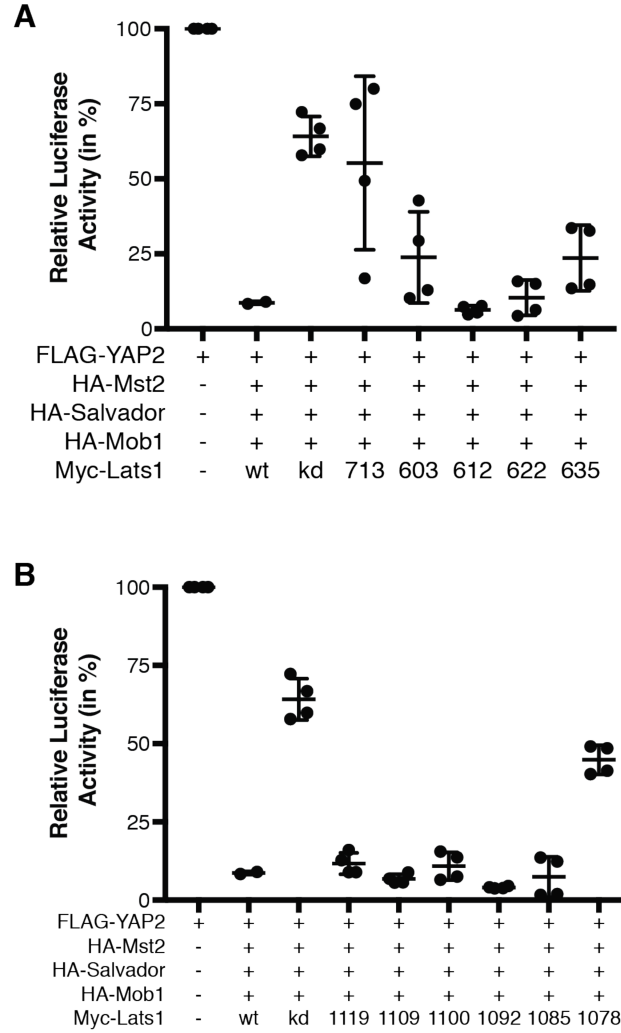 A
Relative Luciferase
Activity (in %)
100
75
50
25
0
FLAG-YAP2 + + + + + + + +
HA-Mst2 - + + + + + + +
HA-Salvador - + + + + + + +
HA-Mob1 - + + + + + + +
Myc-Lats1 - wt kd 713 603 612 622 635
B
Relative Luciferase
Activity (in %)
100
75
50
25
0
FLAG-YAP2 + + + + + + + + +
HA-Mst2 - + + + + + + + +
HA-Salvador - + + + + + + + +
HA-Mob1 - + + + + + + + +
Myc-Lats1 - wt kd 1119 1109 1100 1092 1085 1078